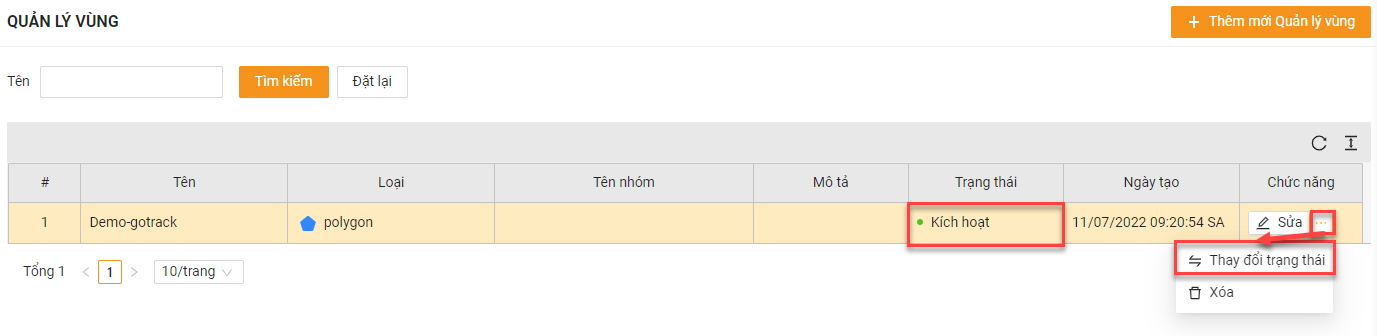 QUẢN LÝ VÙNG
+ Thêm mới Quản lý vùng
Tên Tìm kiếm Đặt lại
# Tên Loại Tên nhóm Mô tả Trạng thái Ngày tạo Chức năng
1 Demo-gotrack polygon Kích hoạt 11/07/2022 09:20:54 SA Sửa ...
Tổng 1 < 1 > 10/trang
Thay đổi trạng thái
Xóa